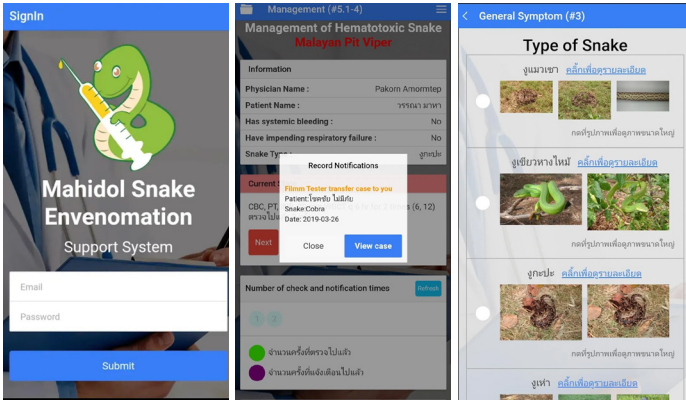 SignIn
Mahidol Snake
Envenomation
Support System
Email
Password
Submit
Management (#5.1-4)
Management of Hematotoxic Snake
Malayan Pit Viper
Information
Physician Name :
Pakorn Amorntep
Patient Name :
วรรณา มาหา
Has systemic bleeding :
No
Have impending respiratory failure :
No
Snake Type :
งูกะปะ
Current
CBC, PT,
(6, 12)
Next
Record Notifications
Filmm Tester transfer case to you
Patient:โรคชัย ไม่มีภัย
Snake:Cobra
Date: 2019-03-26
Close
View case
Number of check and notification times
Refresh
1 2
จำนวนครั้งที่ตรวจไปแล้ว
จำนวนครั้งที่แจ้งเตือนไปแล้ว
General Symptom (#3)
Type of Snake
งูแมวเซา คลิ๊กเพื่อดูรายละเอียด
กดที่รูปภาพเพื่อดูภาพขนาดใหญ่
งูเขียวหางไหม้ คลิ๊กเพื่อดูรายละเอียด
กดที่รูปภาพเพื่อดูภาพขนาดใหญ่
งูกะปะ คลิ๊กเพื่อดูรายละเอียด
กดที่รูปภาพเพื่อดูภาพขนาดใหญ่
งูเห่า คลิ๊กเพื่อดูรายละเอียด